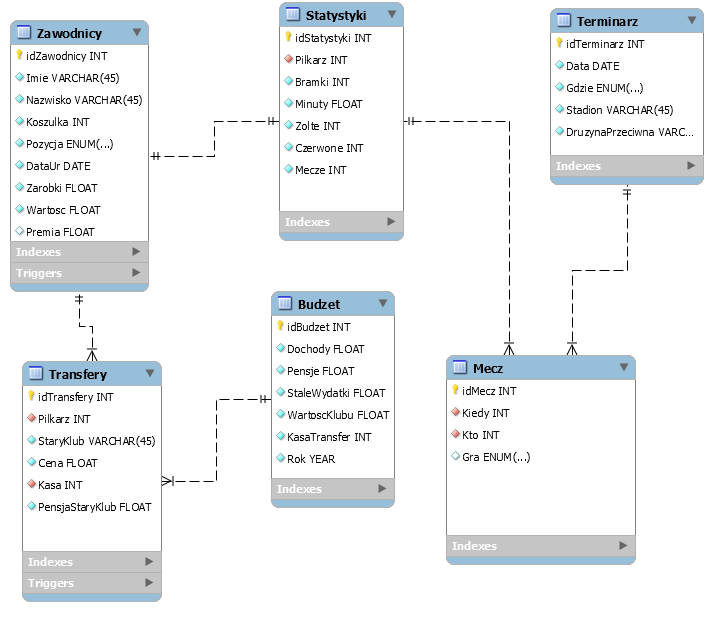 Zawodnicy
idZawodnicy INT
Imie VARCHAR(45)
Nazwisko VARCHAR(45)
Koszulka INT
Pozycja ENUM(...)
DataUr DATE
Zarobki FLOAT
Wartosc FLOAT
Premia FLOAT
Indexes
Triggers
Statystyki
idStatystyki INT
Pilkarz INT
Bramki INT
Minuty FLOAT
Zolte INT
Czerwone INT
Mecze INT
Indexes
Terminarz
idTerminarz INT
Data DATE
Gdzie ENUM(...)
Stadion VARCHAR(45)
DruzynaPrzeciwna VARC...
Indexes
Transfery
idTransfery INT
Pilkarz INT
StaryKlub VARCHAR(45)
Cena FLOAT
Kasa INT
PensjaStaryKlub FLOAT
Indexes
Triggers
Budzet
idBudzet INT
Dochody FLOAT
Pensje FLOAT
StaleWydatki FLOAT
WartoscKlubu FLOAT
KasaTransfer INT
Rok YEAR
Indexes
Mecz
idMecz INT
Kiedy INT
Kto INT
Gra ENUM(...)
Indexes